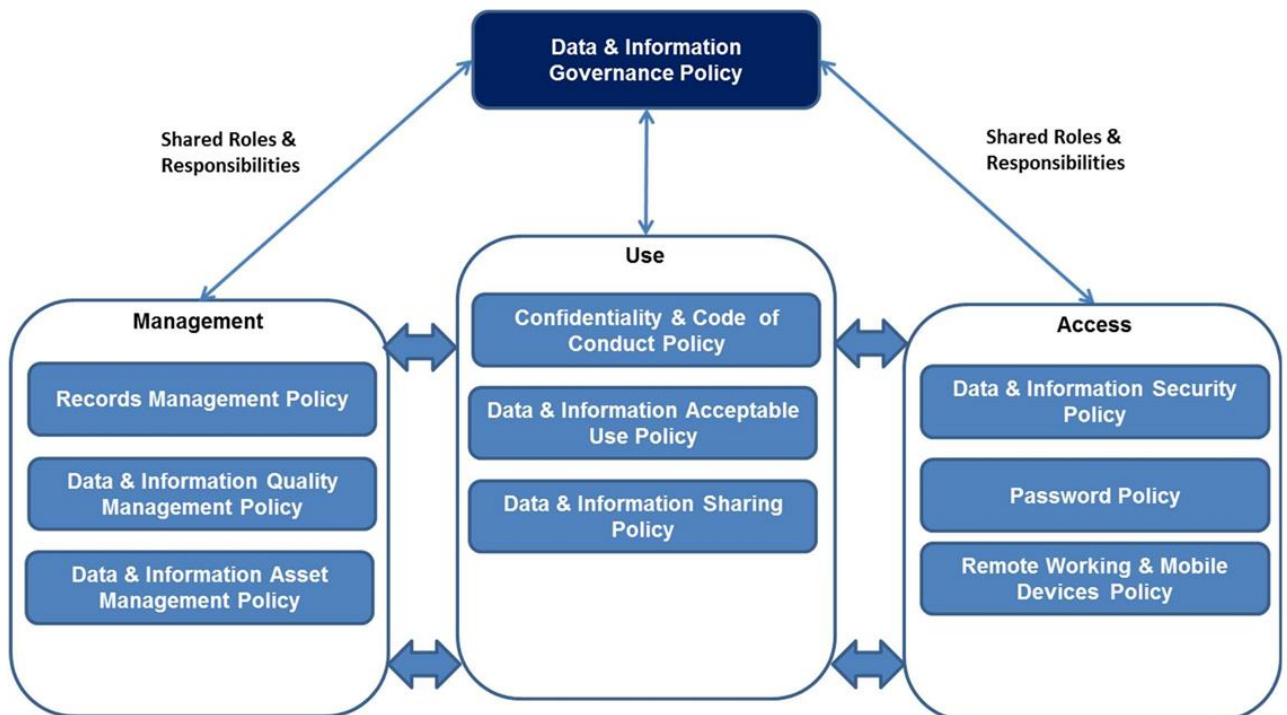 Data & Information
Governance Policy
Shared Roles &
Responsibilities
Shared Roles &
Responsibilities
Management
Records Management Policy
Data & Information Quality
Management Policy
Data & Information Asset
Management Policy
Use
Confidentiality & Code of
Conduct Policy
Data & Information Acceptable
Use Policy
Data & Information Sharing
Policy
Access
Data & Information Security
Policy
Password Policy
Remote Working & Mobile
Devices Policy